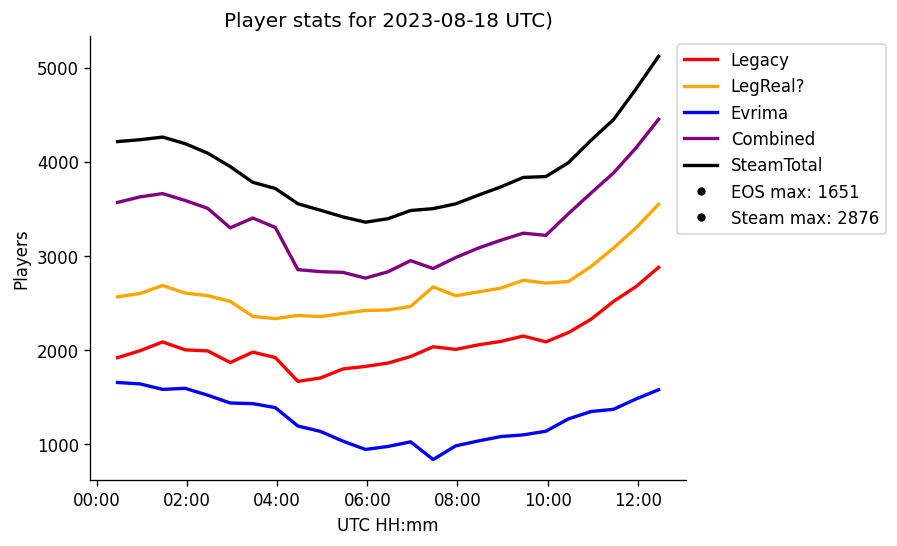 Player stats for 2023-08-18 UTC)
5000
4000
3000
2000
1000
Players
00:00 02:00 04:00 06:00 08:00 10:00 12:00
UTC HH:mm
Legacy
LegReal?
Evrima
Combined
SteamTotal
EOS max: 1651
Steam max: 2876